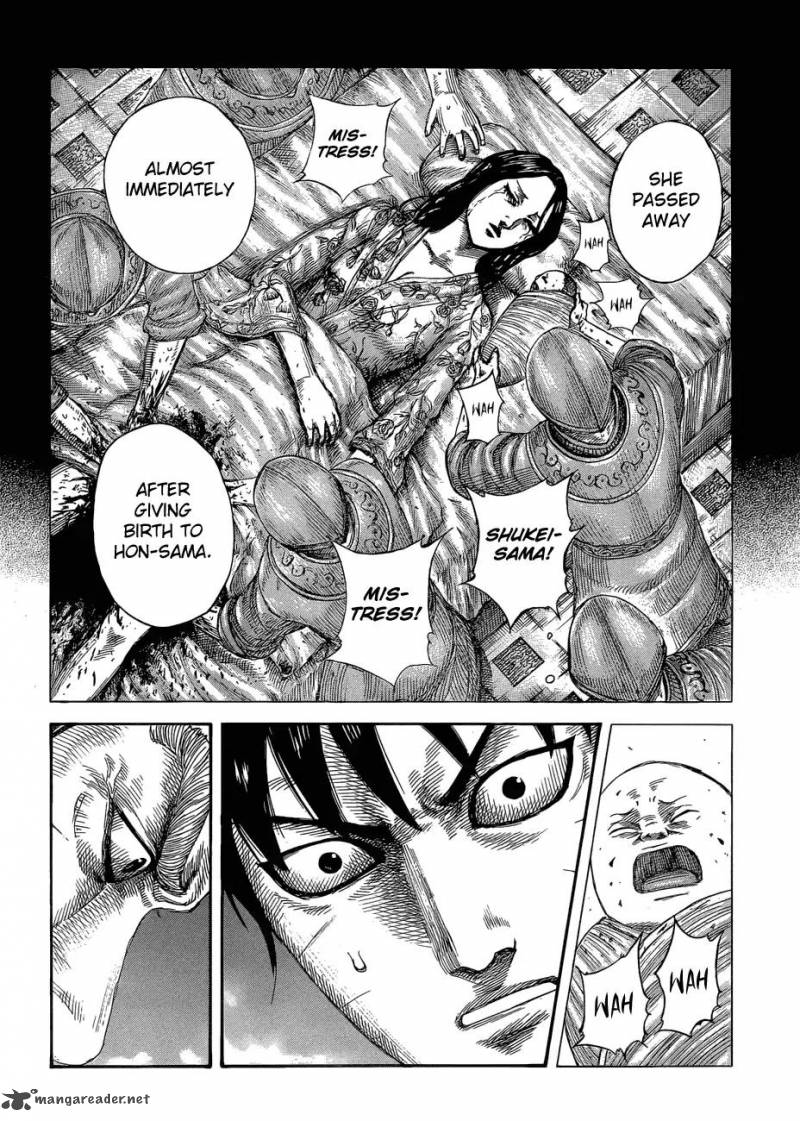 SHE
PASSED
AWAY
MIS-
TRESS!
ALMOST
IMMEDIATELY
WAH
WAH
WAH
SHUKEI-
SAMA!
MIS-
TRESS!
AFTER
GIVING
BIRTH TO
HON-SAMA.
WAH
WAH
mangareader.net